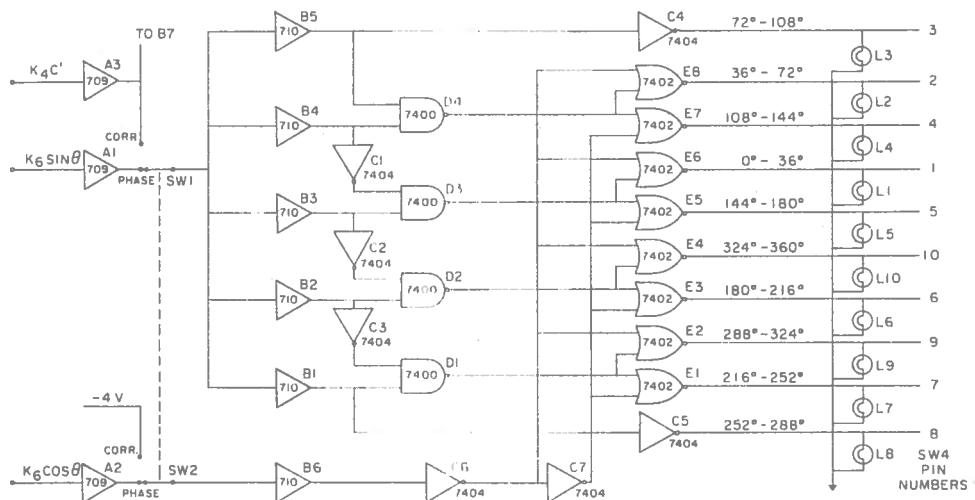 B5 710 C4 7404 72°-108° 3
TO B7
K4C' A3 709
E8 7402 36° - 72° 2 L3
CORR.
B4 710 D4 7400 E7 7402 108°-144° 4 L2
C1 7404
K6 SINθ A1 709 PHASE SW1
E6 7402 0° - 36° 1 L4
B3 710 D3 7400 E5 7402 144°-180° 5 L1
C2 7404
E4 7402 324°-360° 10 L5
B2 710 D2 7400 E3 7402 180°-216° 6 L10
C3 7404
E2 7402 288°-324° 9 L6
B1 710 D1 7400 E1 7402 216°-252° 7 L9
-4 V
CORR.
C5 7404 252°-288° 8 L7
K6 COSθ A2 709 PHASE SW2
B6 710 C6 7404 C7 7404 L8
SW4
PIN
NUMBERS